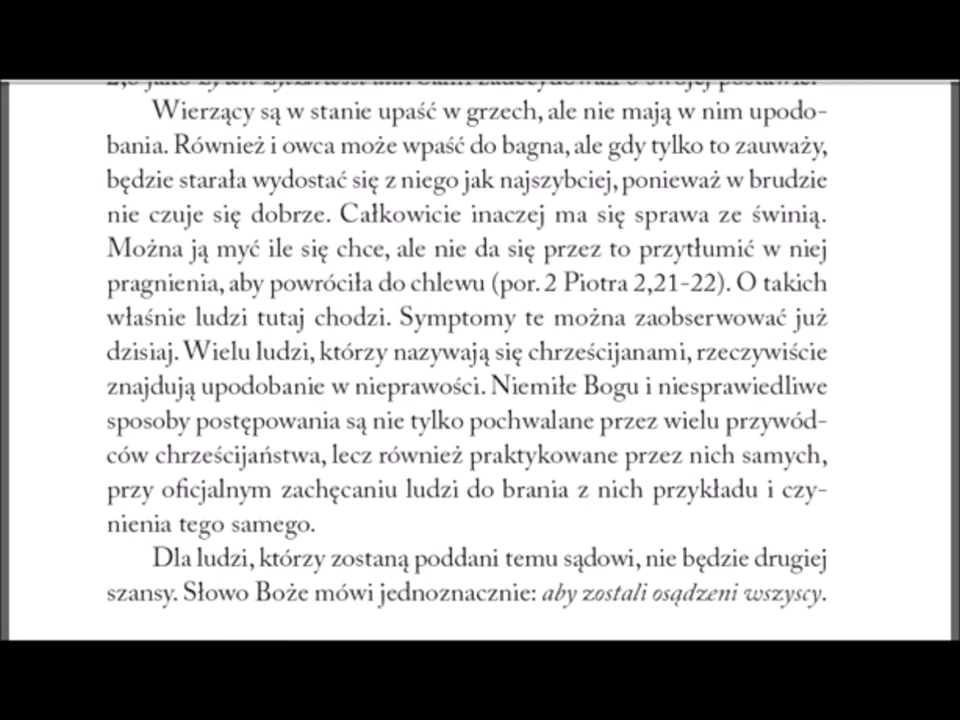 Wierzący są w stanie upaść w grzech, ale nie mają w nim upodo-
bania. Również i owca może wpaść do bagna, ale gdy tylko to zauważy,
będzie starała wydostać się z niego jak najszybciej, ponieważ w brudzie
nie czuje się dobrze. Całkowicie inaczej ma się sprawa ze świnią.
Można ją myć ile się chce, ale nie da się przez to przytłumić w niej
pragnienia, aby powróciła do chlewu (por. 2 Piotra 2,21-22). O takich
właśnie ludzi tutaj chodzi. Symptomy te można zaobserwować już
dzisiaj. Wielu ludzi, którzy nazywają się chrześcijanami, rzeczywiście
znajdują upodobanie w nieprawości. Niemiłe Bogu i niesprawiedliwe
sposoby postępowania są nie tylko pochwalane przez wielu przywód-
ców chrześcijaństwa, lecz również praktykowane przez nich samych,
przy oficjalnym zachęcaniu ludzi do brania z nich przykładu i czy-
nienia tego samego.
Dla ludzi, którzy zostaną poddani temu sądowi, nie będzie drugiej
szansy. Słowo Boże mówi jednoznacznie: aby zostali osądzeni wszyscy.